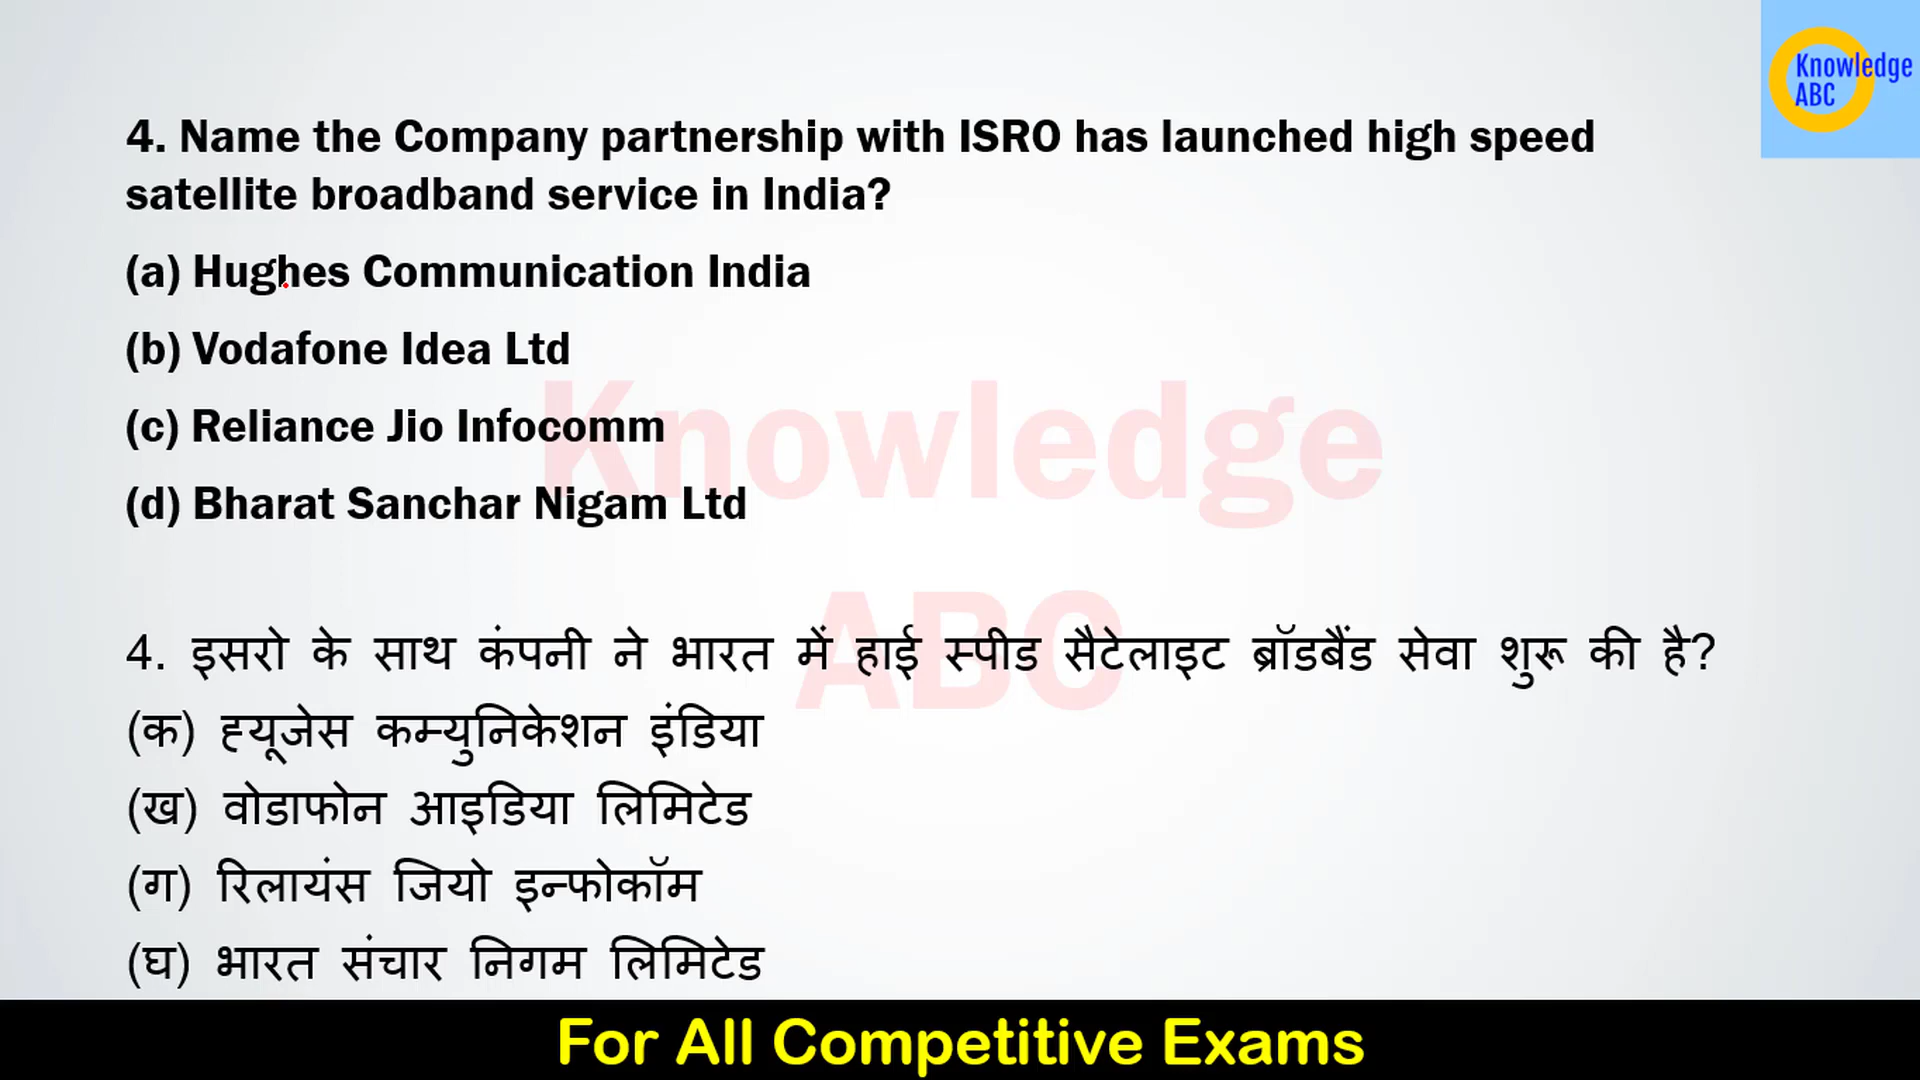 Knowledge
ABC
4. Name the Company partnership with ISRO has launched high speed
satellite broadband service in India?
(a) Hughes Communication India
(b) Vodafone Idea Ltd
(c) Reliance Jio Infocomm
(d) Bharat Sanchar Nigam Ltd
Knowledge
ABC
4. इसरो के साथ कंपनी ने भारत में हाई स्पीड सैटेलाइट ब्रॉडबैंड सेवा शुरू की है?
(क) ह्यूजेस कम्युनिकेशन इंडिया
(ख) वोडाफोन आइडिया लिमिटेड
(ग) रिलायंस जियो इन्फोकॉम
(घ) भारत संचार निगम लिमिटेड
For All Competitive Exams